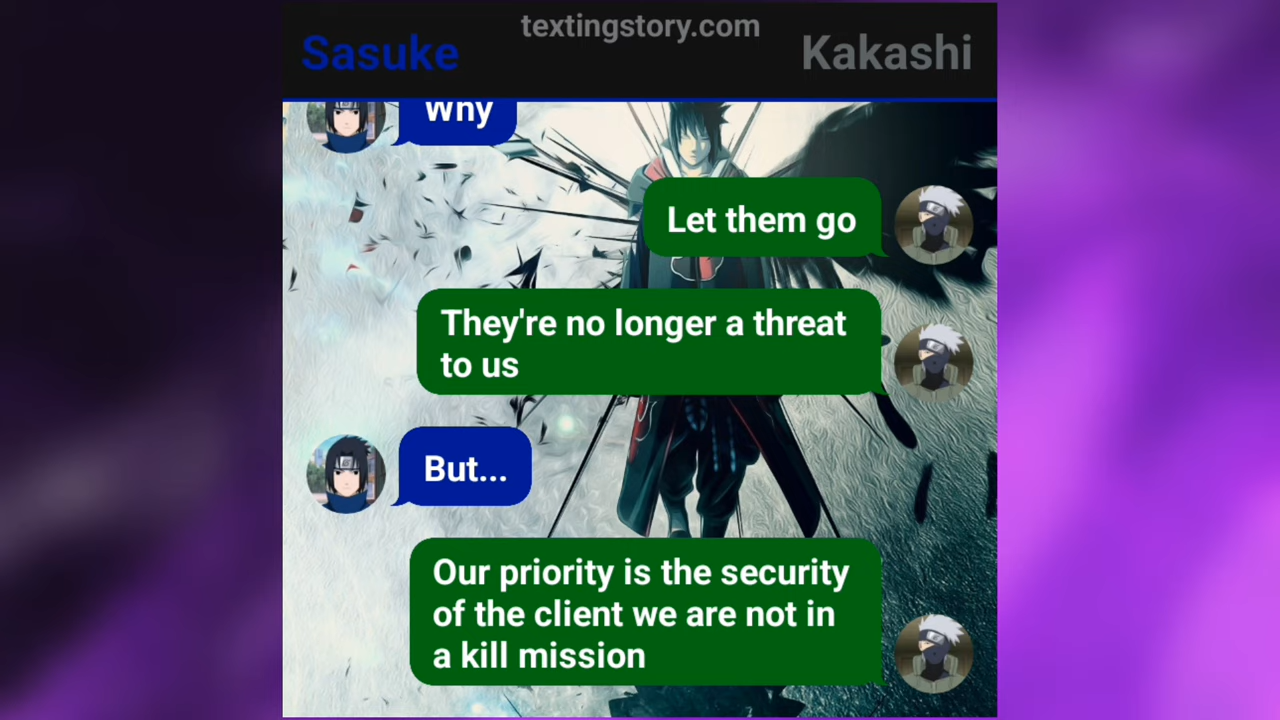 textingstory.com
Sasuke
Kakashi
Why
Let them go
They're no longer a threat
to us
But...
Our priority is the security
of the client we are not in
a kill mission